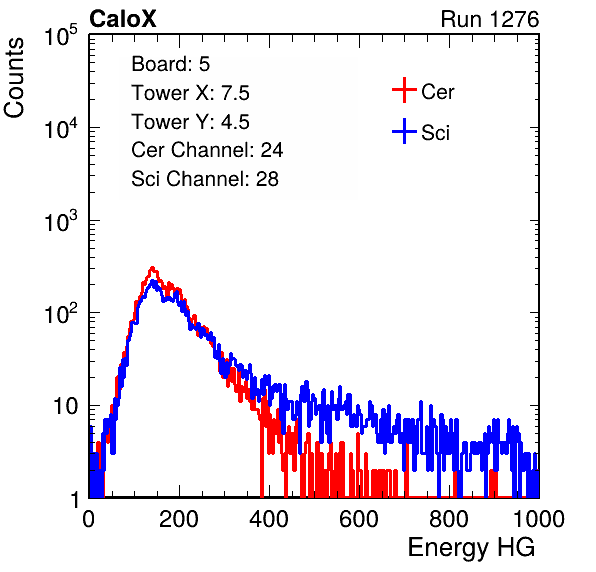 CaloX Run 1276
Counts
10^5
10^4
10^3
10^2
10
1
Board: 5
Tower X: 7.5
Tower Y: 4.5
Cer Channel: 24
Sci Channel: 28
Cer
Sci
0 200 400 600 800 1000
Energy HG